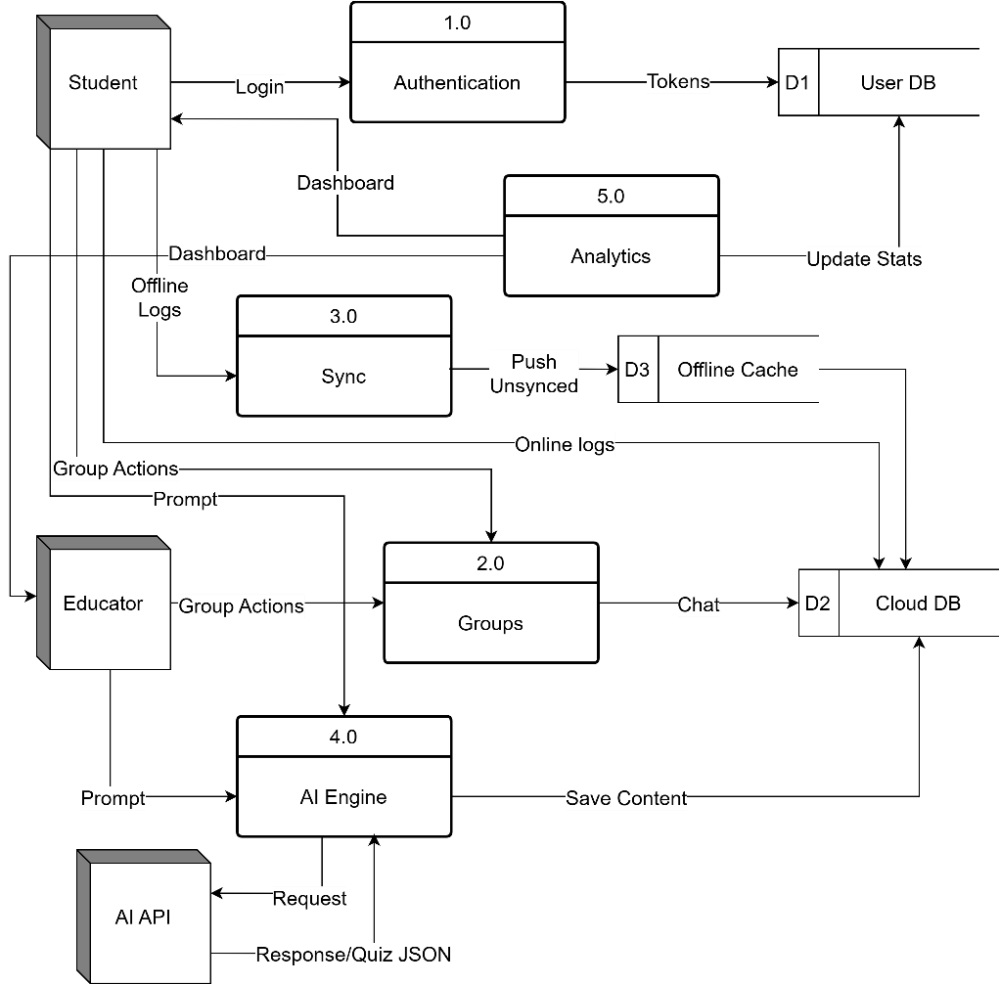 1.0
Student
Login
Authentication
Tokens
D1
User DB
Dashboard
5.0
Analytics
Update Stats
Dashboard
Offline
Logs
3.0
Sync
Push
Unsynced
D3
Offline Cache
Online logs
Group Actions
Prompt
2.0
Educator
Group Actions
Groups
Chat
D2
Cloud DB
4.0
Prompt
AI Engine
Save Content
AI API
Request
Response/Quiz JSON